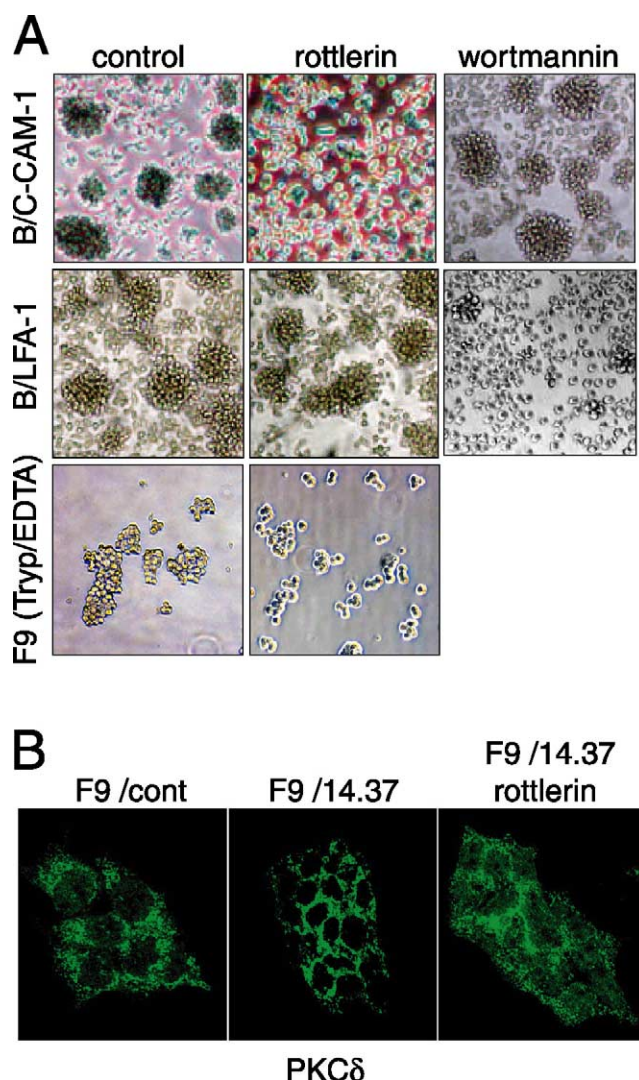 A
control rottlerin wortmannin
B/C-CAM-1
B/LFA-1
F9 (Tryp/EDTA)
B
F9 /cont F9 /14.37 F9 /14.37
rottlerin
PKCδ